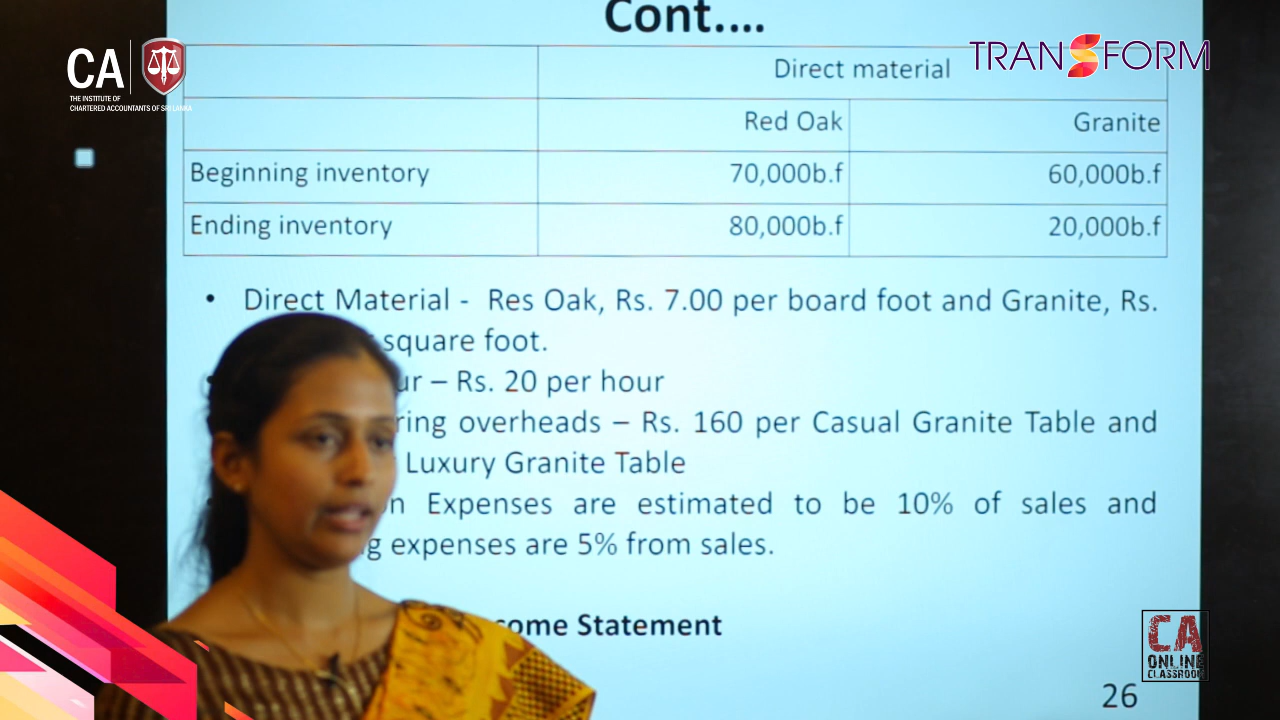 Cont....
CA
THE INSTITUTE OF
CHARTERED ACCOUNTANTS OF SRI LANKA
TRANSFORM
Direct material
Red Oak Granite
Beginning inventory 70,000b.f 60,000b.f
Ending inventory 80,000b.f 20,000b.f
• Direct Material - Res Oak, Rs. 7.00 per board foot and Granite, Rs.
square foot.
ur – Rs. 20 per hour
ring overheads – Rs. 160 per Casual Granite Table and
Luxury Granite Table
n Expenses are estimated to be 10% of sales and
g expenses are 5% from sales.
come Statement
CA
ONLINE
CLASSROOM
26